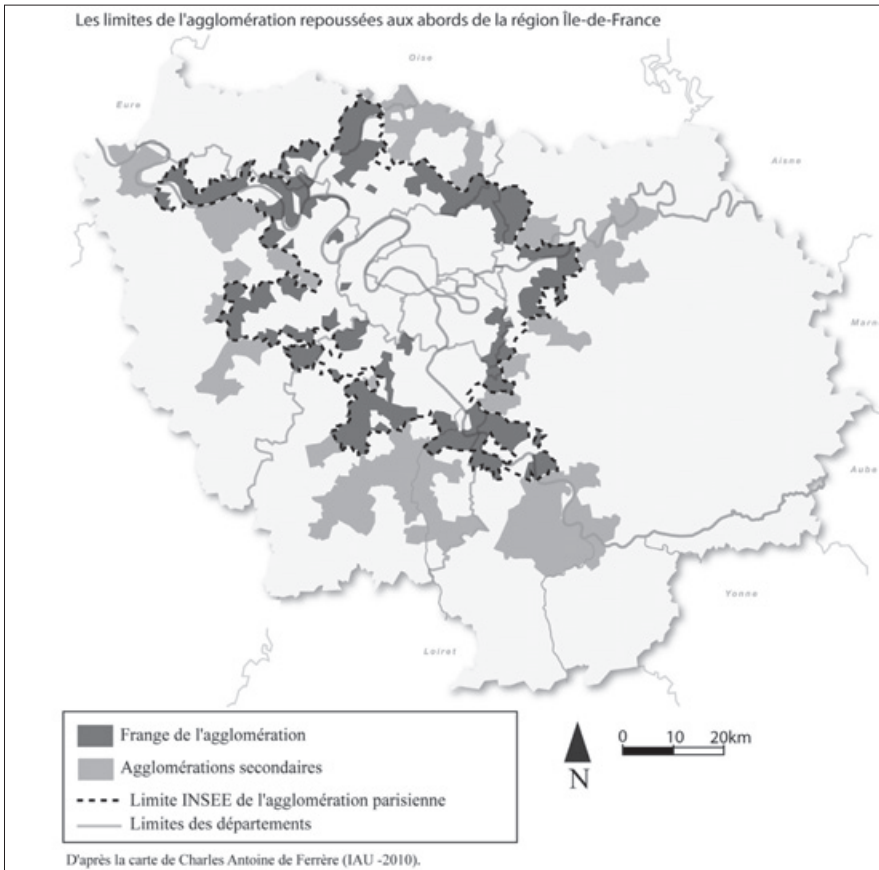 Les limites de l'agglomération repoussées aux abords de la région Île-de-France
Oise
Eure
Aisne
Marn
Aube
Yonne
Loiret
Frange de l'agglomération
Agglomérations secondaires
Limite INSEE de l'agglomération parisienne
Limites des départements
N
0 10 20km
D'après la carte de Charles Antoine de Ferrère (IAU -2010).